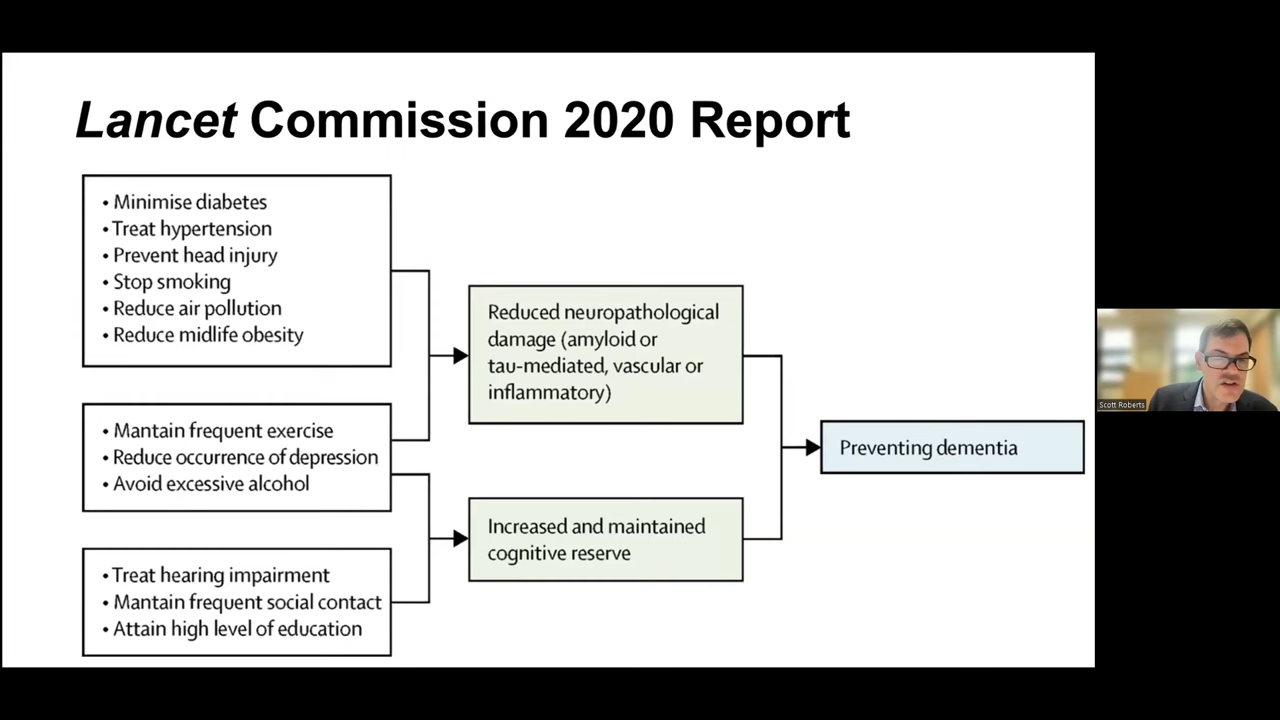 Lancet Commission 2020 Report
• Minimise diabetes
• Treat hypertension
• Prevent head injury
• Stop smoking
• Reduce air pollution
• Reduce midlife obesity
• Mantain frequent exercise
• Reduce occurrence of depression
• Avoid excessive alcohol
• Treat hearing impairment
• Mantain frequent social contact
• Attain high level of education
Reduced neuropathological
damage (amyloid or
tau-mediated, vascular or
inflammatory)
Increased and maintained
cognitive reserve
Preventing dementia
Scott Roberts